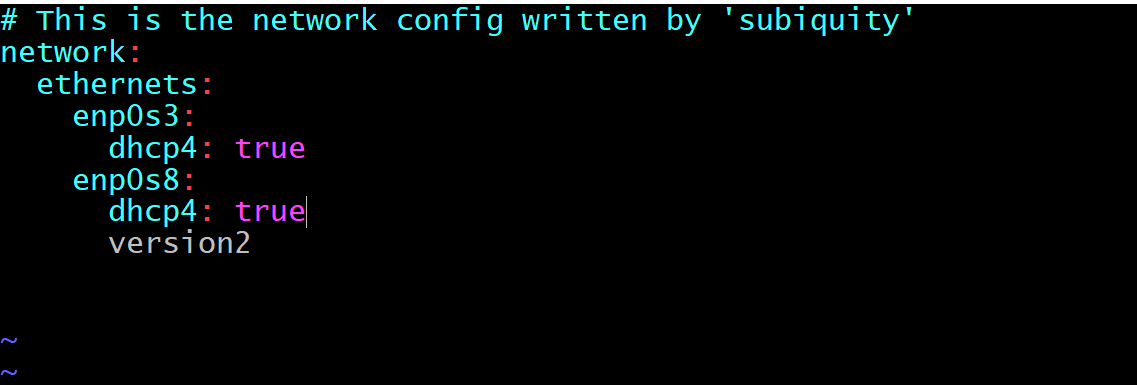 # This is the network config written by 'subiquity'
network:
  ethernets:
    enp0s3:
      dhcp4: true
    enp0s8:
      dhcp4: true
      version2
~
~